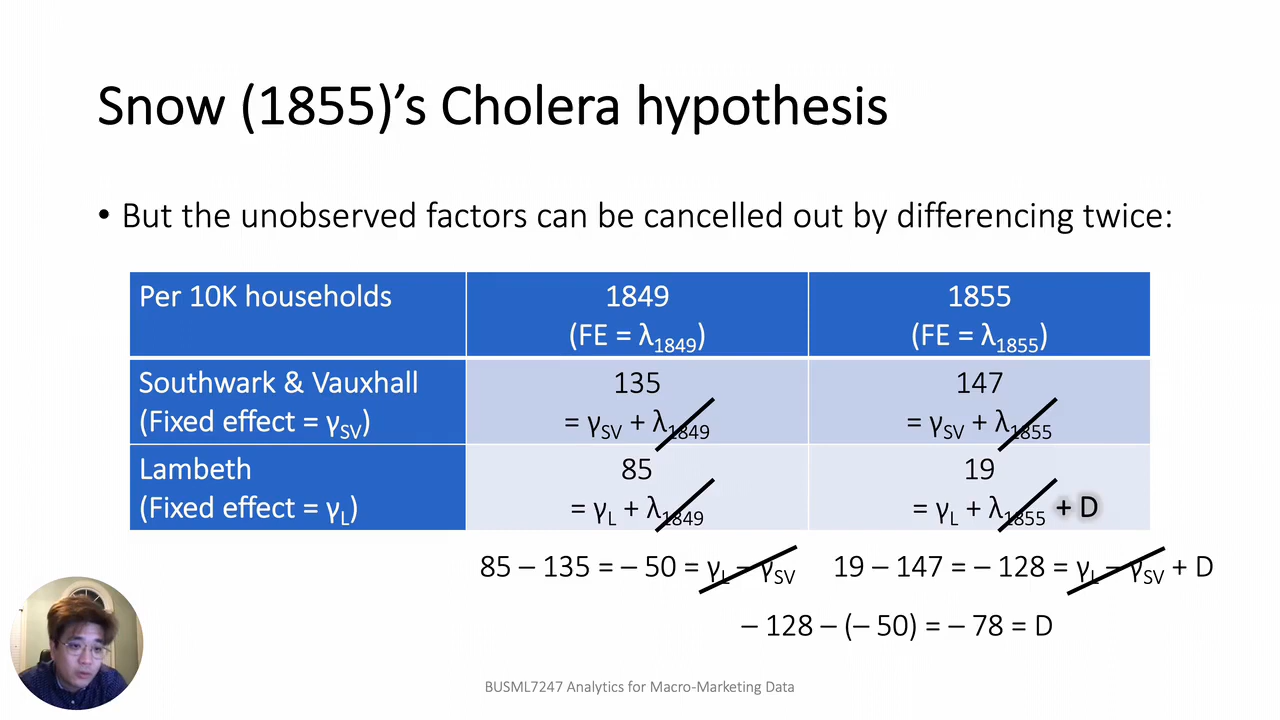 Snow (1855)’s Cholera hypothesis
• But the unobserved factors can be cancelled out by differencing twice:
Per 10K households
1849
(FE = λ1849)
1855
(FE = λ1855)
Southwark & Vauxhall
(Fixed effect = γSV)
135
= γSV + λ1849
147
= γSV + λ1855
Lambeth
(Fixed effect = γL)
85
= γL + λ1849
19
= γL + λ1855 + D
85 – 135 = – 50 = γL – γSV
19 – 147 = – 128 = γL – γSV + D
– 128 – (– 50) = – 78 = D
BUSML7247 Analytics for Macro-Marketing Data